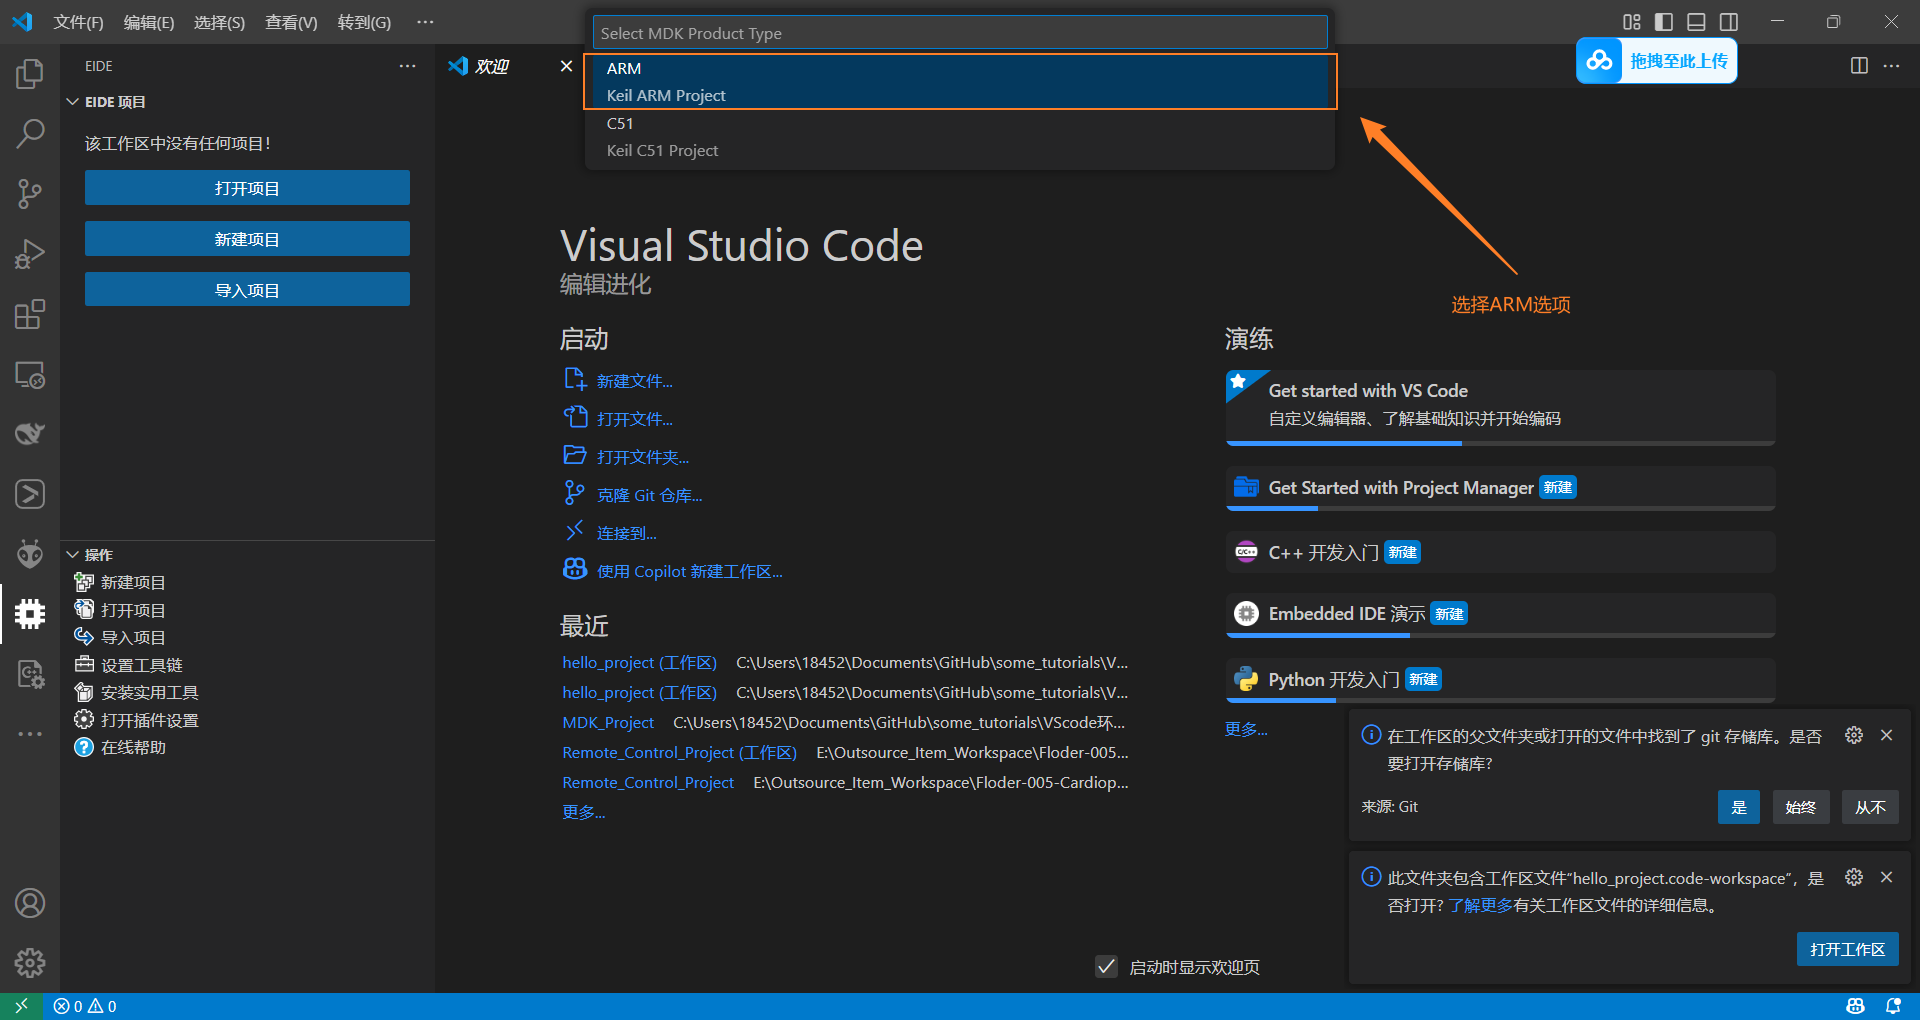 文件(F) 编辑(E) 选择(S) 查看(V) 转到(G) ···
Select MDK Product Type
ARM
Keil ARM Project
C51
Keil C51 Project
拖拽至此上传
选择ARM选项
EIDE
EIDE 项目
该工作区中没有任何项目!
打开项目
新建项目
导入项目
操作
新建项目
打开项目
导入项目
设置工具链
安装实用工具
打开插件设置
在线帮助
欢迎
Visual Studio Code
编辑进化
启动
新建文件...
打开文件...
打开文件夹...
克隆 Git 仓库...
连接到...
使用 Copilot 新建工作区...
最近
hello_project (工作区) C:\Users\18452\Documents\GitHub\some_tutorials\V...
hello_project (工作区) C:\Users\18452\Documents\GitHub\some_tutorials\V...
MDK_Project C:\Users\18452\Documents\GitHub\some_tutorials\VScode环...
Remote_Control_Project (工作区) E:\Outsource_Item_Workspace\Floder-005...
Remote_Control_Project E:\Outsource_Item_Workspace\Floder-005-Cardiop...
更多...
演练
Get started with VS Code
自定义编辑器、了解基础知识并开始编码
Get Started with Project Manager 新建
C/C++
C++ 开发入门 新建
Embedded IDE 演示 新建
Python 开发入门 新建
更多...
在工作区的父文件夹或打开的文件中找到了 git 存储库。是否
要打开存储库?
来源: Git
是 始终 从不
此文件夹包含工作区文件"hello_project.code-workspace"，是
否打开? 了解更多有关工作区文件的详细信息。
打开工作区
启动时显示欢迎页
0 0